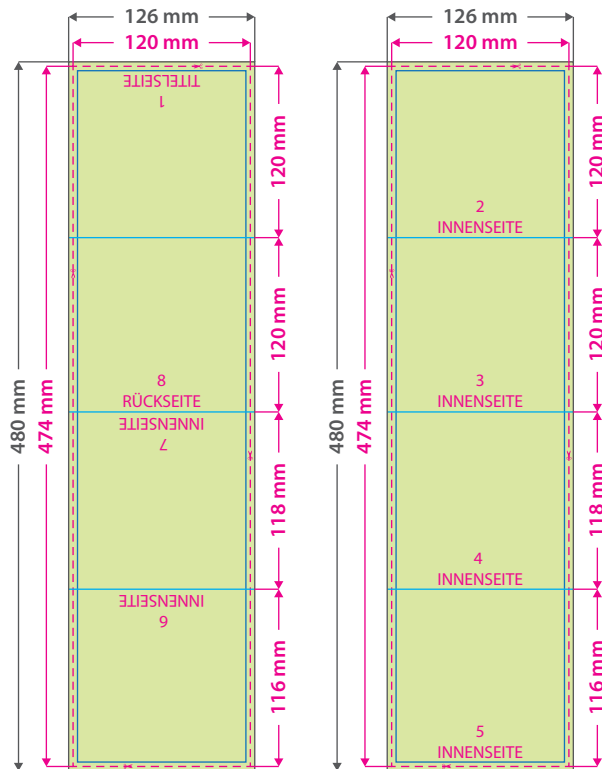 126 mm
120 mm
480 mm
474 mm
1
TITELSEITE
120 mm
120 mm
8
RÜCKSEITE
7
INNENSEITE
118 mm
6
INNENSEITE
116 mm
126 mm
120 mm
480 mm
474 mm
2
INNENSEITE
120 mm
3
INNENSEITE
120 mm
4
INNENSEITE
118 mm
5
INNENSEITE
116 mm